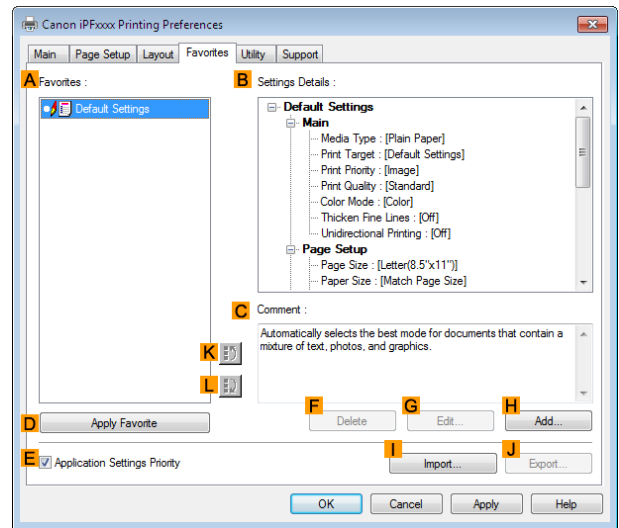 Canon iPFxxxx Printing Preferences
Main Page Setup Layout Favorites Utility Support
A Favorites :
Default Settings
B Settings Details :
Default Settings
Main
Media Type : [Plain Paper]
Print Target : [Default Settings]
Print Priority : [Image]
Print Quality : [Standard]
Color Mode : [Color]
Thicken Fine Lines : [Off]
Unidirectional Printing : [Off]
Page Setup
Page Size : [Letter(8.5"x11")]
Paper Size : [Match Page Size]
C Comment :
Automatically selects the best mode for documents that contain a
mixture of text, photos, and graphics.
K
L
D Apply Favorite
F Delete
G Edit...
H Add...
E Application Settings Priority
I Import...
J Export...
OK Cancel Apply Help